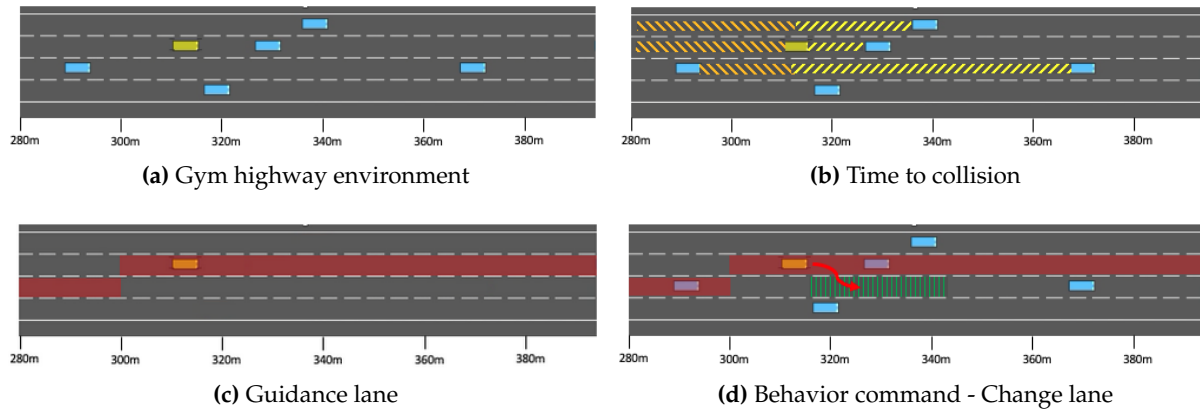 280m 300m 320m 340m 360m 380m
280m 300m 320m 340m 360m 380m
(a) Gym highway environment
(b) Time to collision
280m 300m 320m 340m 360m 380m
280m 300m 320m 340m 360m 380m
(c) Guidance lane
(d) Behavior command - Change lane